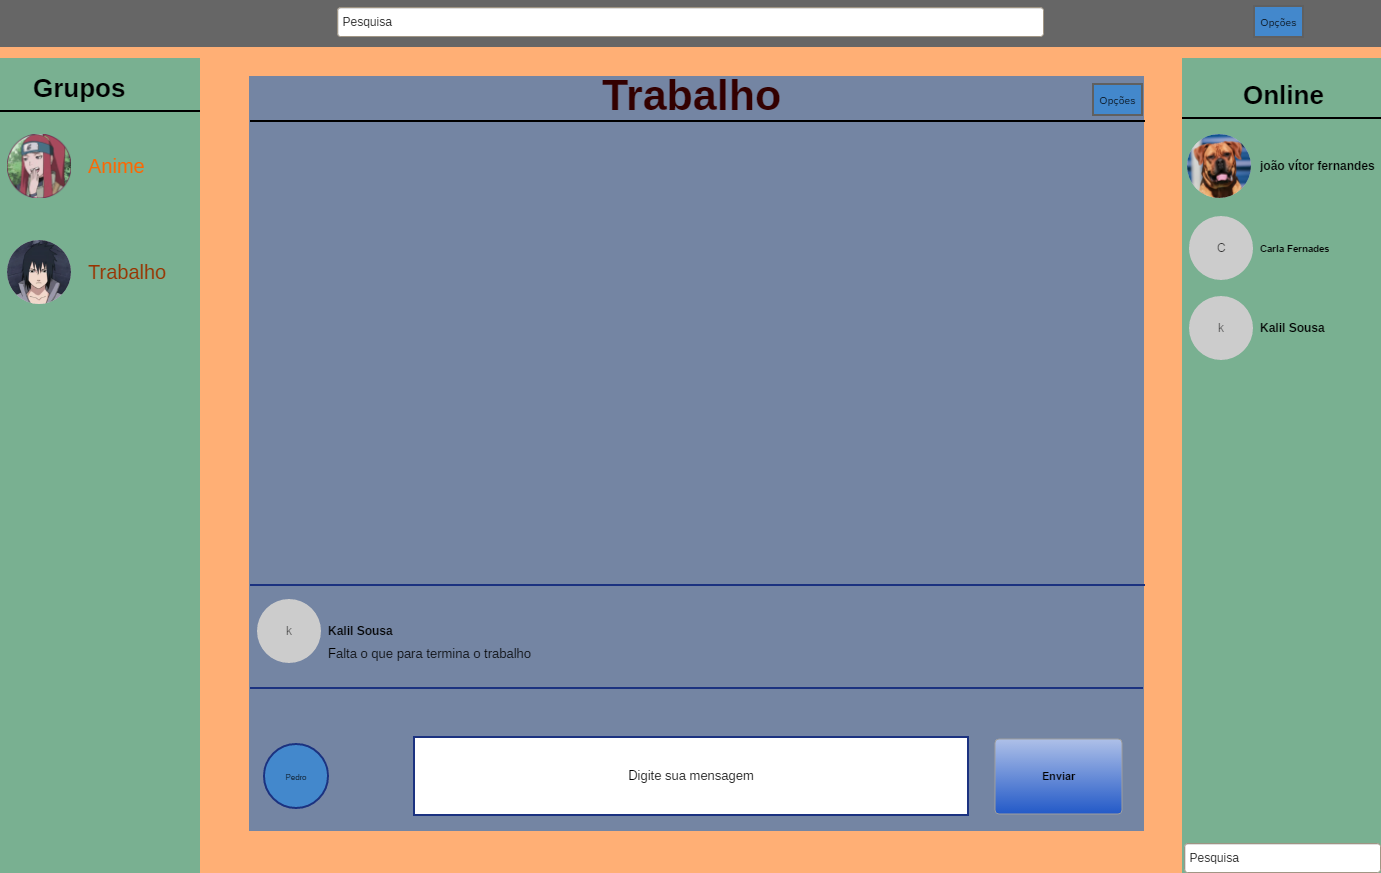 Pesquisa
Opções
Grupos
Anime
Trabalho
Trabalho
Opções
k
Kalil Sousa
Falta o que para termina o trabalho
Pedro
Digite sua mensagem
Enviar
Online
joão vítor fernandes
C
Carla Fernades
k
Kalil Sousa
Pesquisa